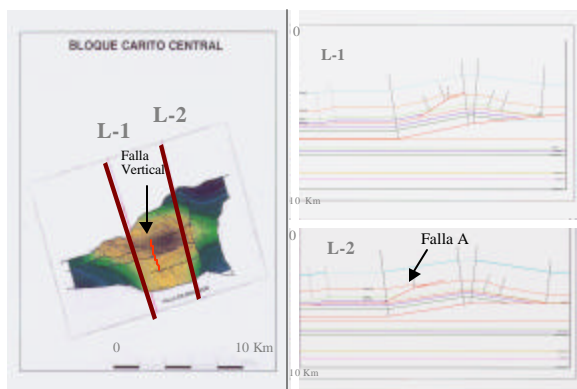 BLOQUE CARITO CENTRAL
L-1
L-2
Falla
Vertical
0
10 Km
0
L-1
10 Km
0
L-2
Falla A
10 Km